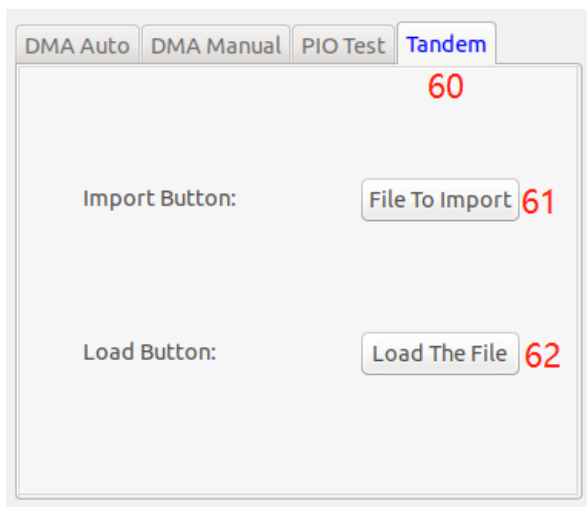 DMA Auto DMA Manual PIO Test Tandem
60
Import Button: File To Import 61
Load Button: Load The File 62